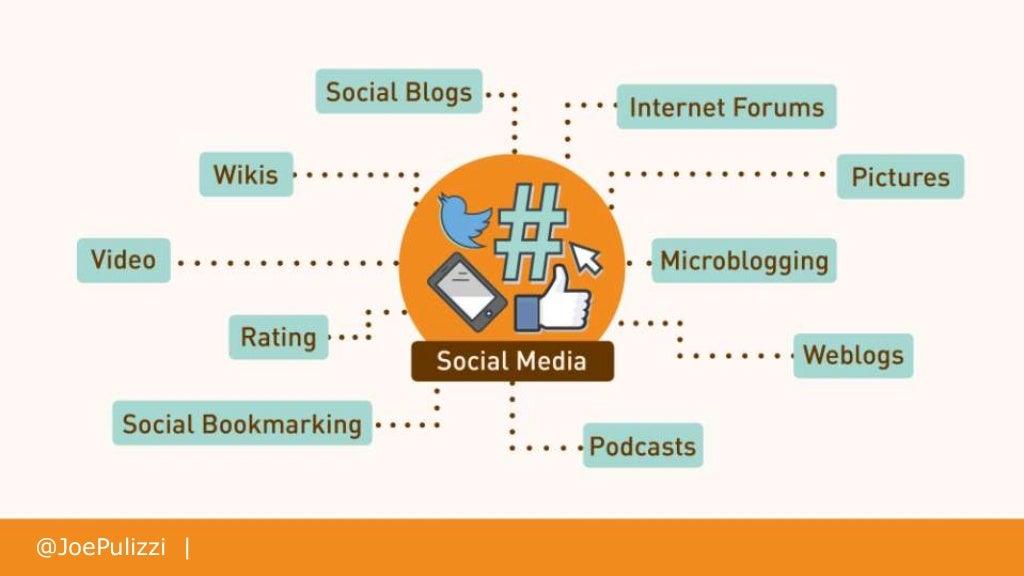 Social Blogs
Internet Forums
Wikis
Pictures
Video
Microblogging
Rating
Weblogs
Social Media
Social Bookmarking
Podcasts
@JoePulizzi |